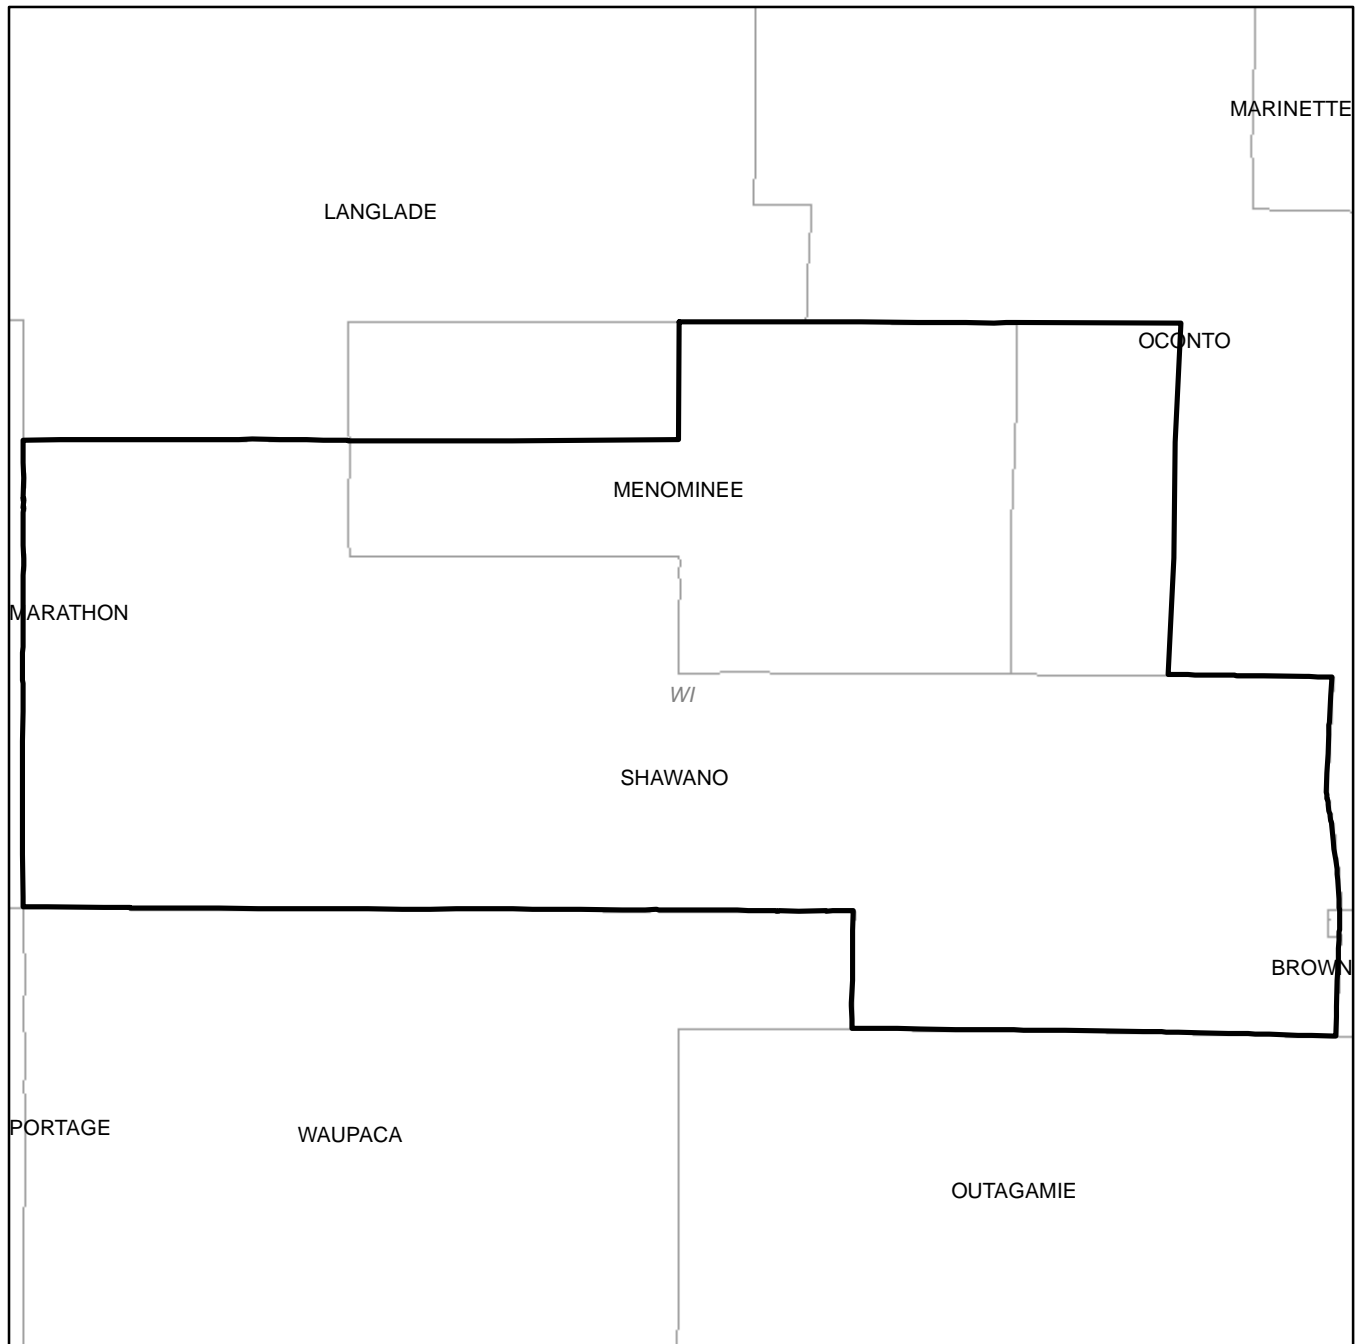 MARINETTE
LANGLADE
OCONTO
MENOMINEE
MARATHON
WI
SHAWANO
BROWN
PORTAGE
WAUPACA
OUTAGAMIE